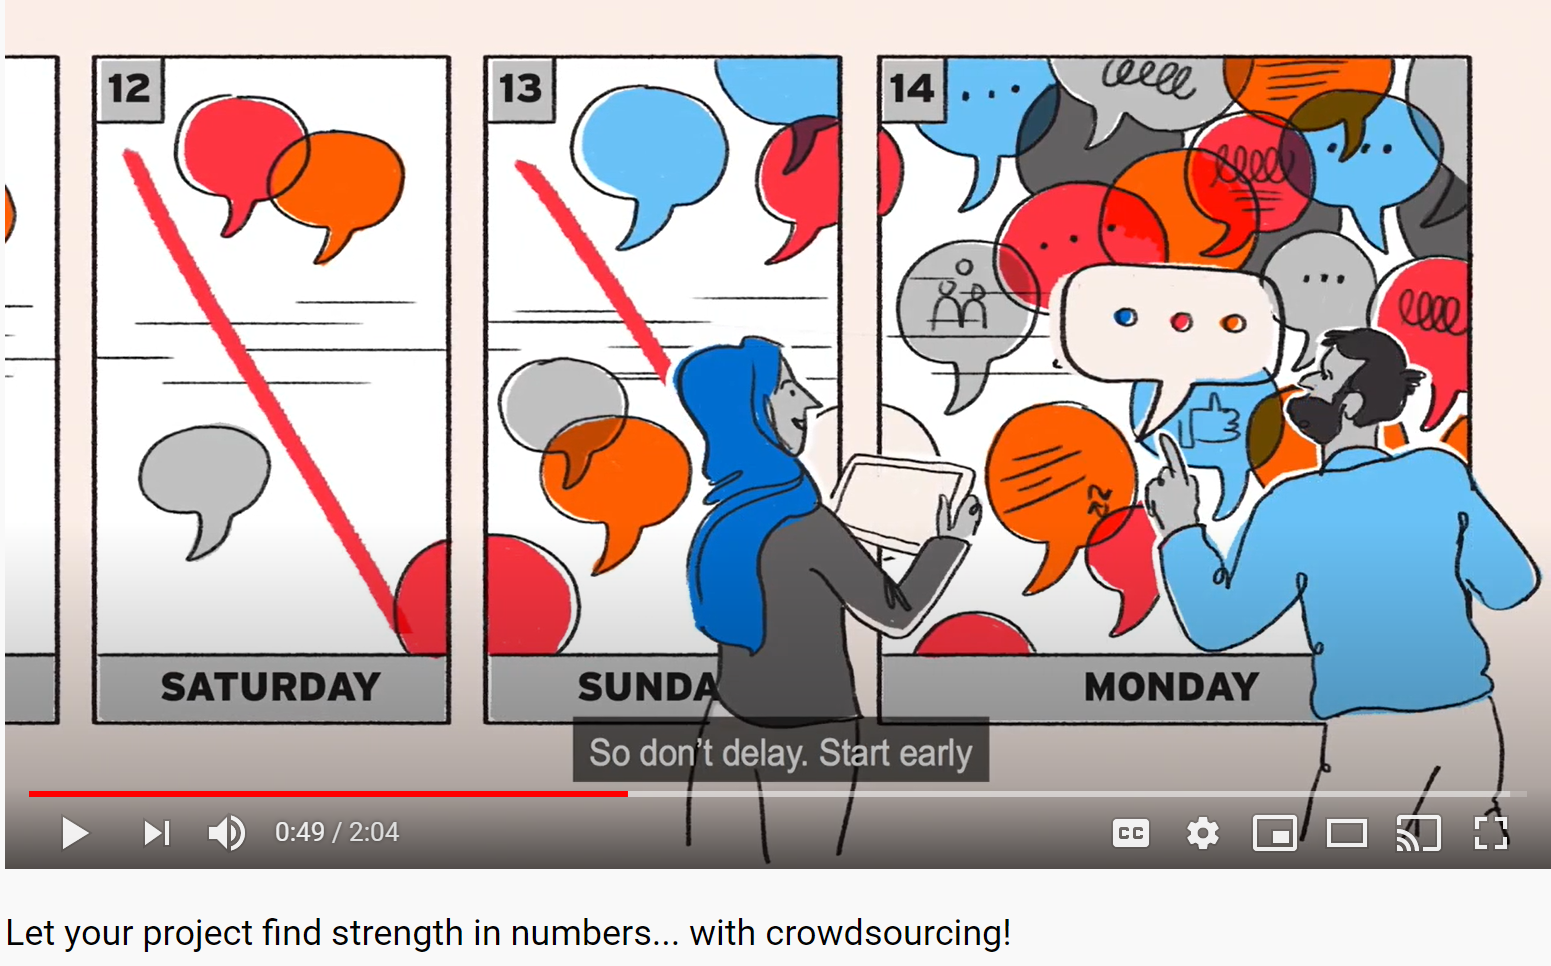 12
13
14
SATURDAY
SUNDA
MONDAY
So don't delay. Start early
0:49 / 2:04
CC
Let your project find strength in numbers... with crowdsourcing!